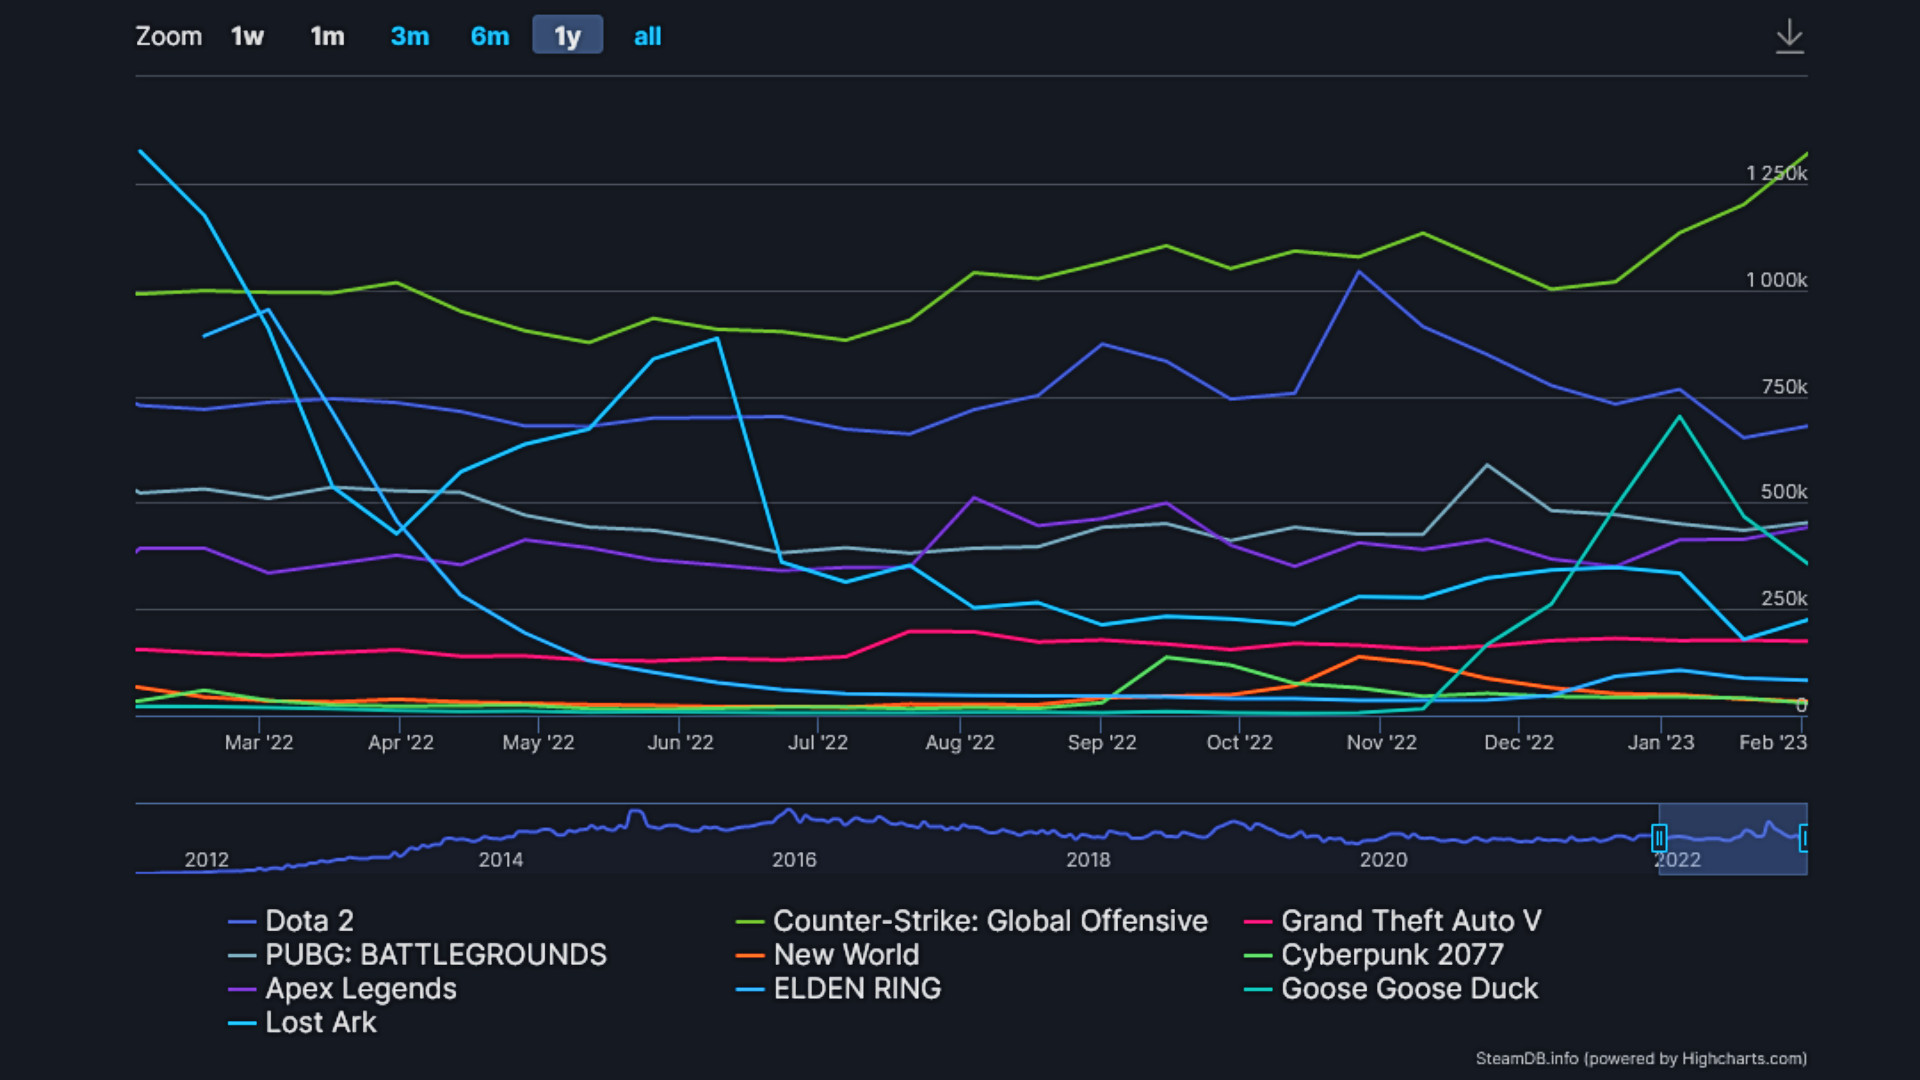 Zoom 1w 1m 3m 6m 1y all
1 250k
1 000k
750k
500k
250k
0
Mar '22 Apr '22 May '22 Jun '22 Jul '22 Aug '22 Sep '22 Oct '22 Nov '22 Dec '22 Jan '23 Feb '23
2012 2014 2016 2018 2020 2022
Dota 2 Counter-Strike: Global Offensive Grand Theft Auto V
PUBG: BATTLEGROUNDS New World Cyberpunk 2077
Apex Legends ELDEN RING Goose Goose Duck
Lost Ark
SteamDB.info (powered by Highcharts.com)